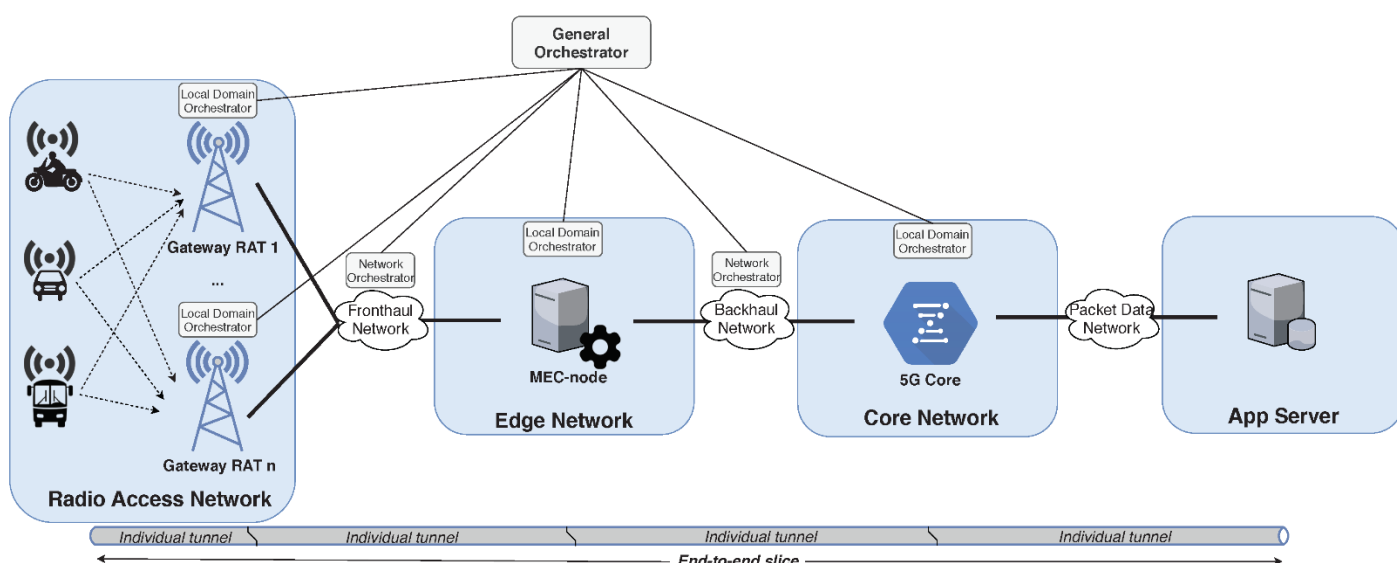 General
Orchestrator
Local Domain
Orchestrator
Gateway RAT 1
...
Local Domain
Orchestrator
Gateway RAT n
Radio Access Network
Network
Orchestrator
Fronthaul
Network
Local Domain
Orchestrator
MEC-node
Edge Network
Network
Orchestrator
Backhaul
Network
Local Domain
Orchestrator
5G Core
Core Network
Packet Data
Network
App Server
Individual tunnel
Individual tunnel
Individual tunnel
Individual tunnel
End-to-end slice